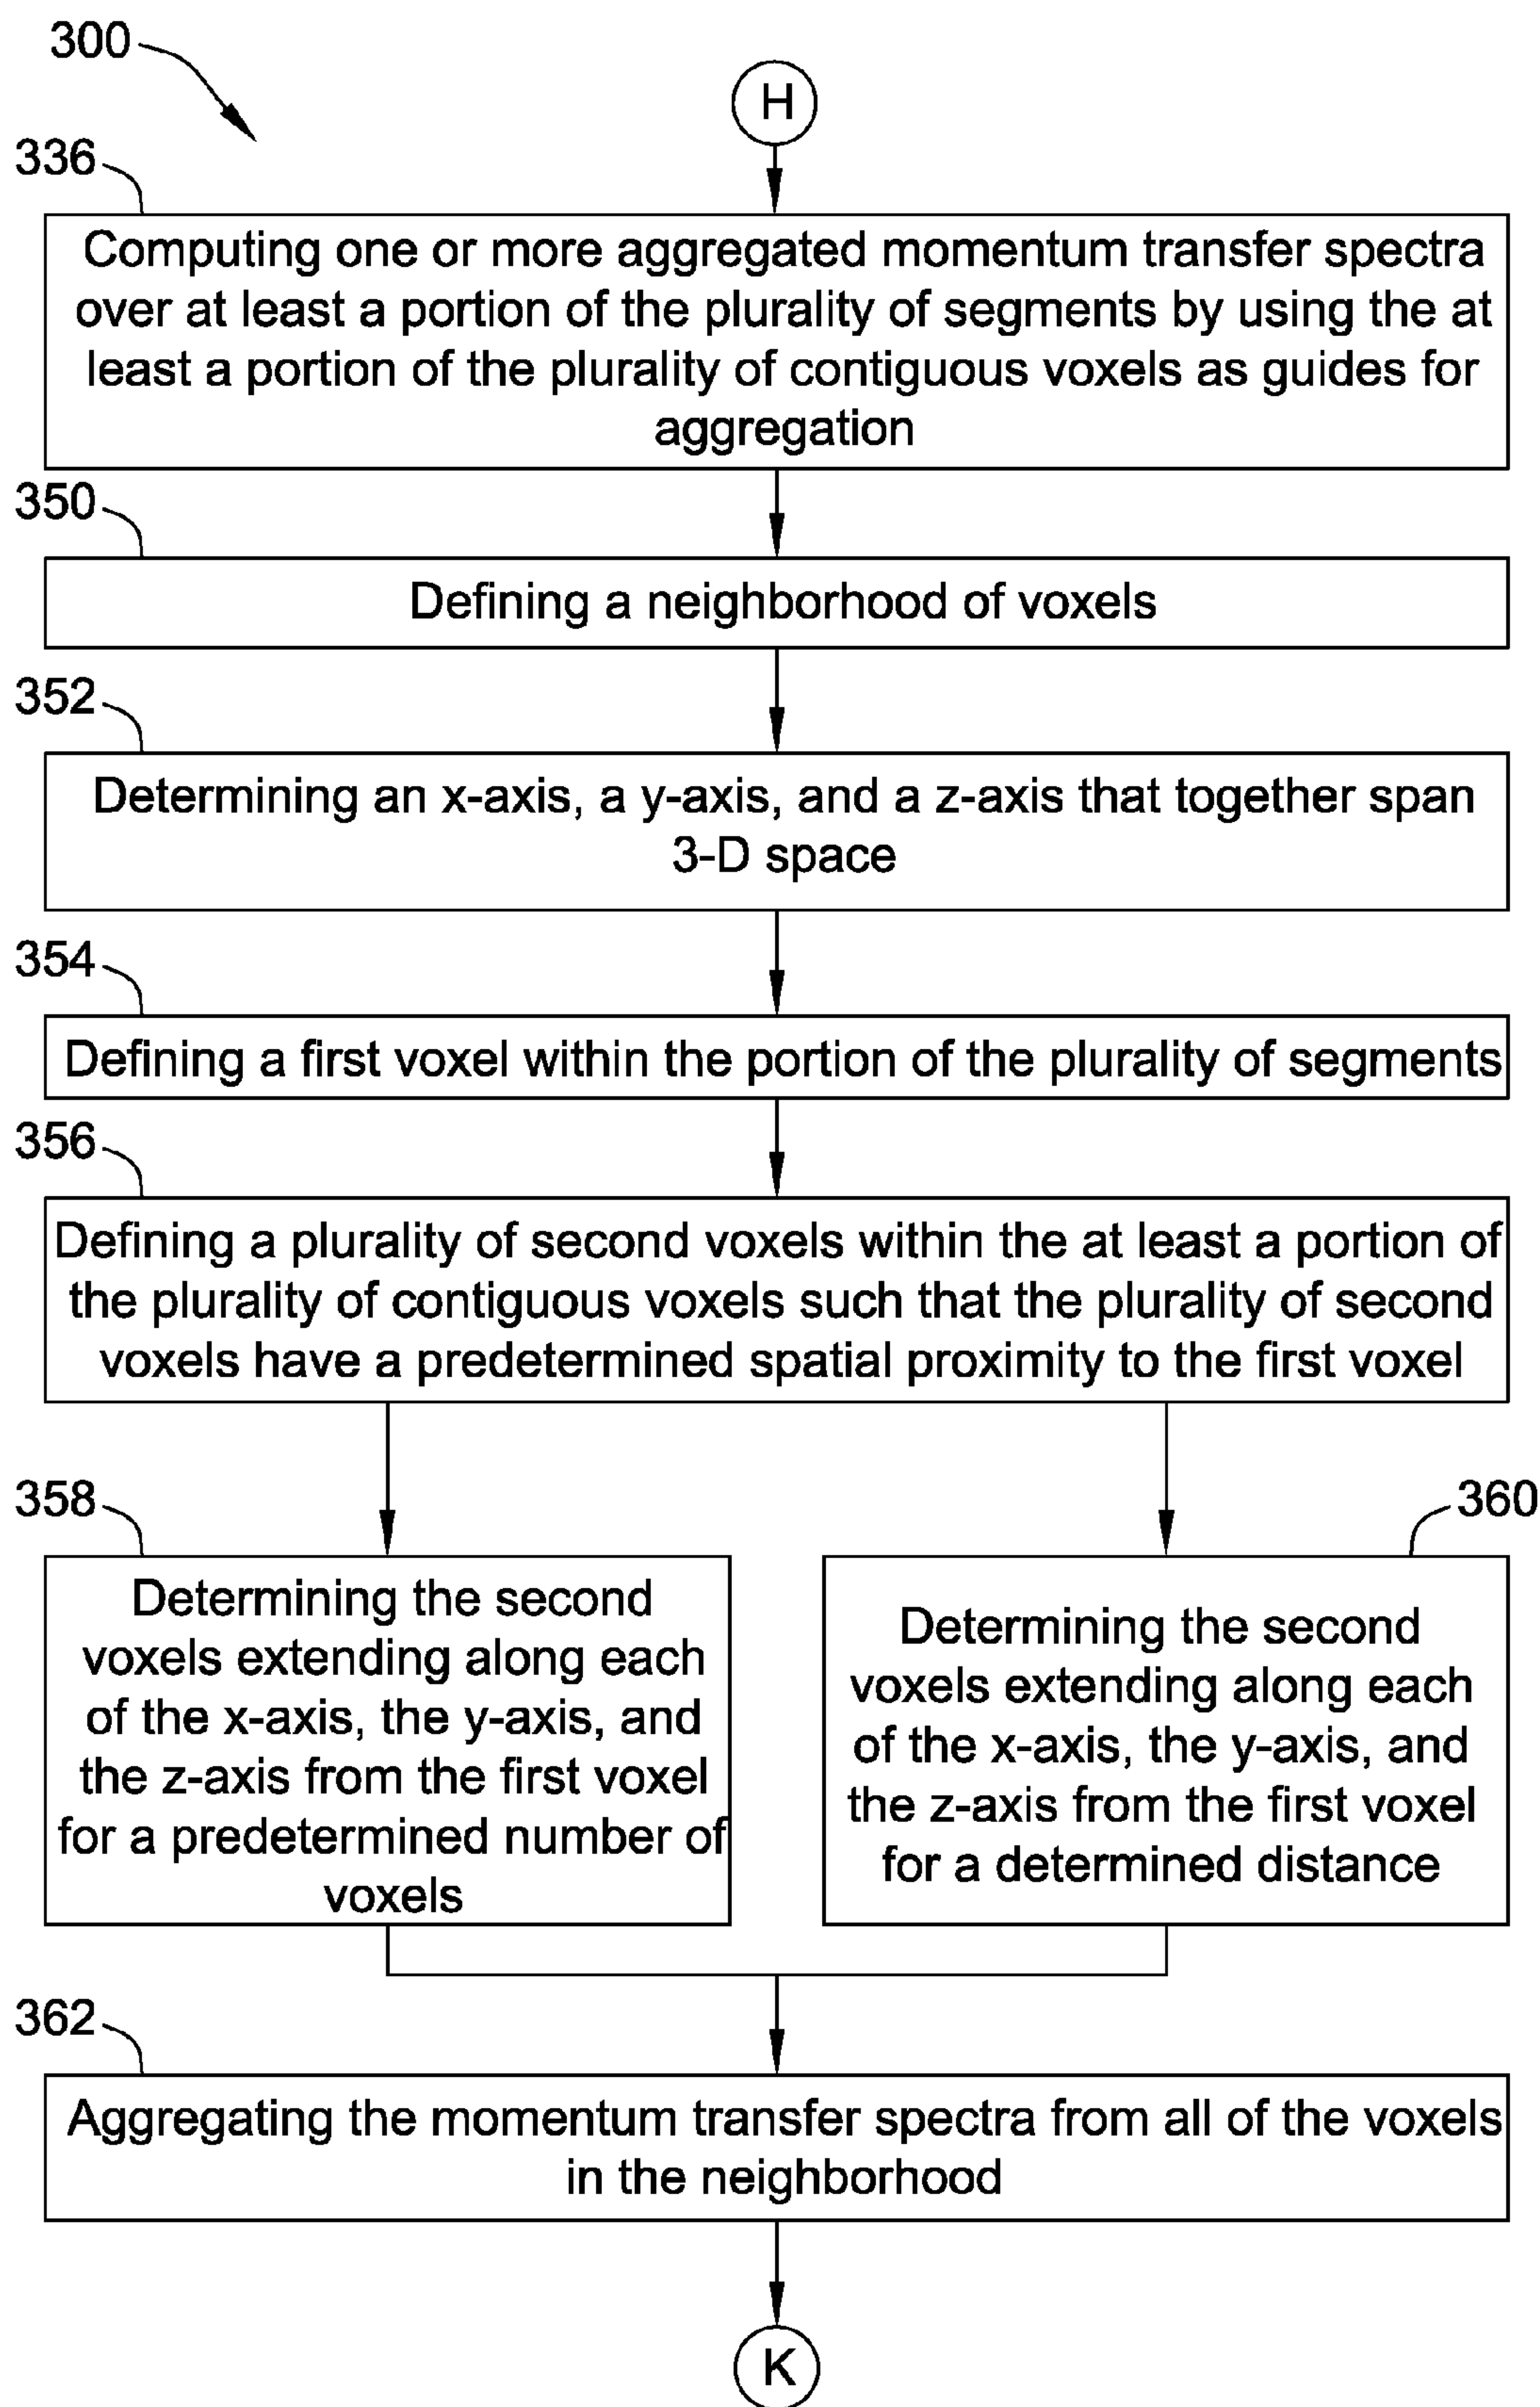 300
H
336
Computing one or more aggregated momentum transfer spectra
over at least a portion of the plurality of segments by using the at
least a portion of the plurality of contiguous voxels as guides for
aggregation
350
Defining a neighborhood of voxels
352
Determining an x-axis, a y-axis, and a z-axis that together span
3-D space
354
Defining a first voxel within the portion of the plurality of segments
356
Defining a plurality of second voxels within the at least a portion of
the plurality of contiguous voxels such that the plurality of second
voxels have a predetermined spatial proximity to the first voxel
358
Determining the second
voxels extending along each
of the x-axis, the y-axis, and
the z-axis from the first voxel
for a predetermined number of
voxels
360
Determining the second
voxels extending along each
of the x-axis, the y-axis, and
the z-axis from the first voxel
for a determined distance
362
Aggregating the momentum transfer spectra from all of the voxels
in the neighborhood
K